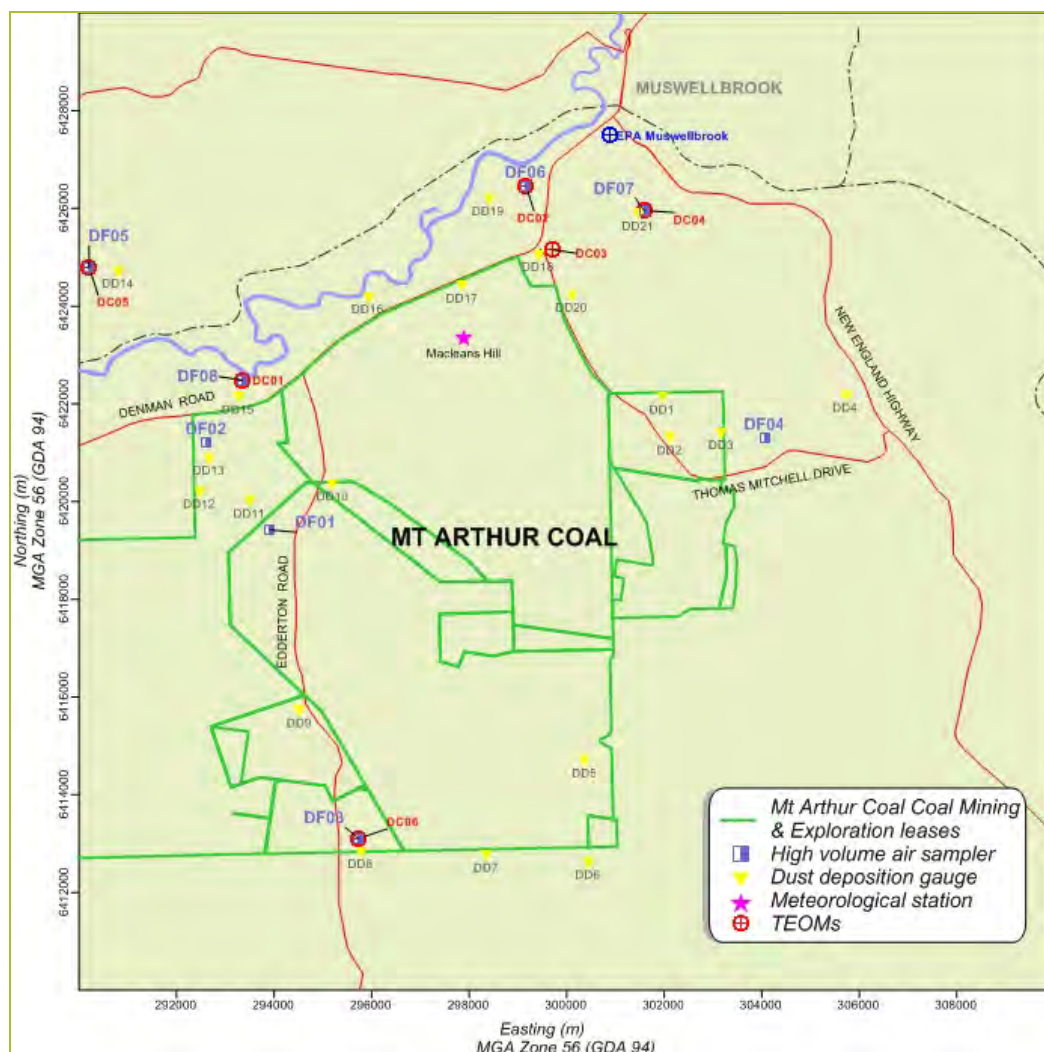 MUSWELLBROOK
EPA Muswellbrook
DF06
DC02
DF07
DC04
DD19
DD21
DF05
DC03
DD14
DC05
DD18
DD17
DD16
DD20
Macleans Hill
NEW ENGLAND HIGHWAY
DF08
DC01
DENMAN ROAD
DD15
DD1
DD4
DF02
DF04
DD2
DD3
DD13
DD12
DD11
DD10
THOMAS MITCHELL DRIVE
DF01
MT ARTHUR COAL
EDDERTON ROAD
DD9
DD5
DF03
DC06
DD8
DD7
DD6
Mt Arthur Coal Coal Mining
& Exploration leases
High volume air sampler
Dust deposition gauge
Meteorological station
TEOMs
6428000
6426000
6424000
6422000
6420000
6418000
6416000
6414000
6412000
Northing (m)
MGA Zone 56 (GDA 94)
292000
294000
296000
298000
300000
302000
304000
306000
308000
Easting (m)
MGA Zone 56 (GDA 94)